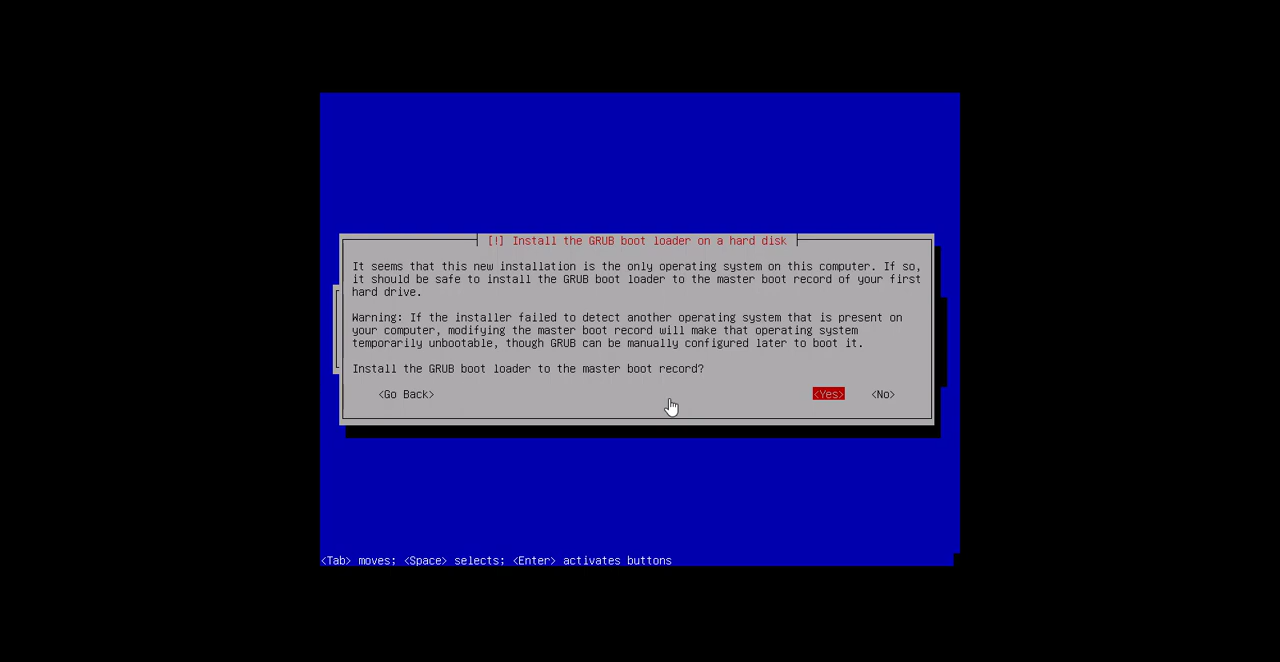 [!] Install the GRUB boot loader on a hard disk
It seems that this new installation is the only operating system on this computer. If so,
it should be safe to install the GRUB boot loader to the master boot record of your first
hard drive.
Warning: If the installer failed to detect another operating system that is present on
your computer, modifying the master boot record will make that operating system
temporarily unbootable, though GRUB can be manually configured later to boot it.
Install the GRUB boot loader to the master boot record?
<Go Back> <Yes> <No>
<Tab> moves; <Space> selects; <Enter> activates buttons